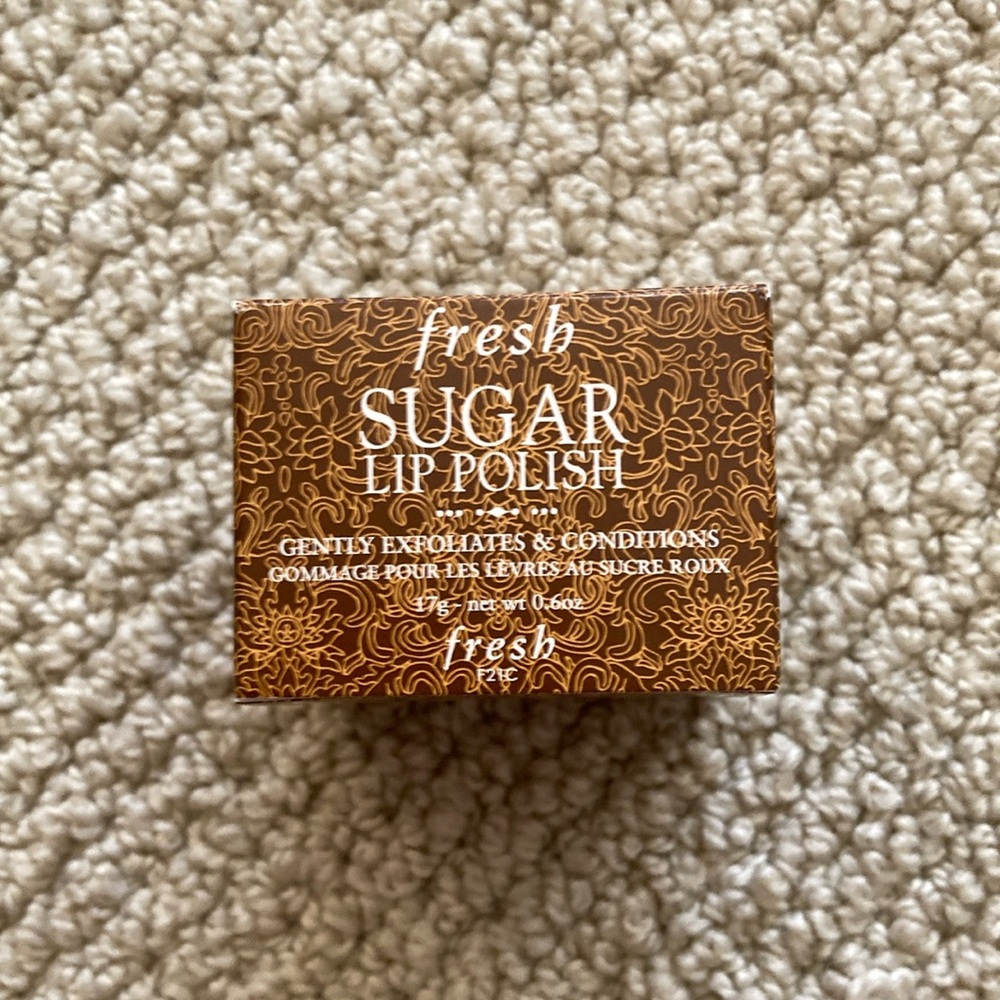 fresh
SUGAR
LIP POLISH
GENTLY EXFOLIATES & CONDITIONS
GOMMAGE POUR LES LÈVRES AU SUCRE ROUX
17g - net wt 0.6oz
fresh